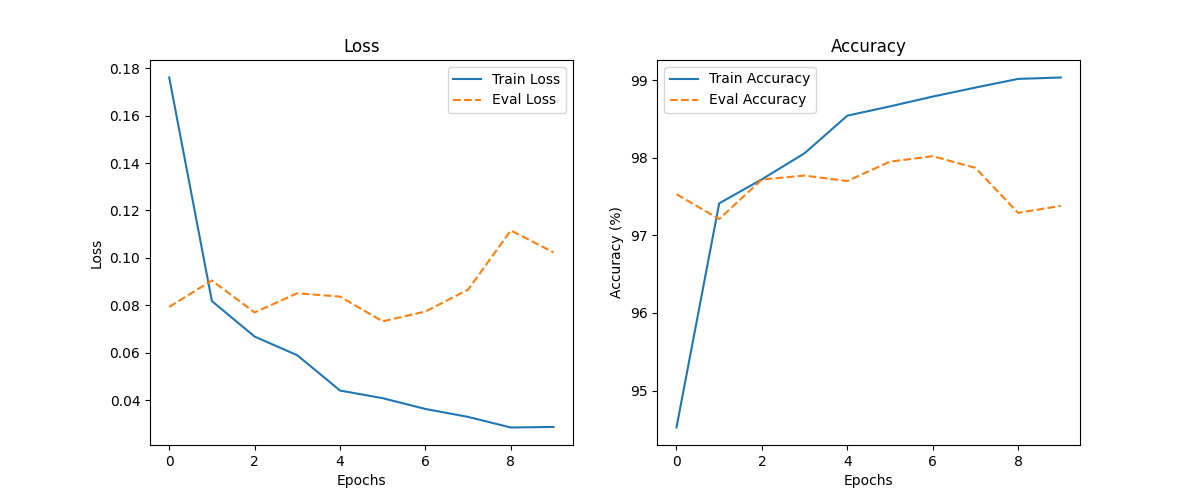 Loss
Train Loss
Eval Loss
0.18
0.16
0.14
0.12
0.10
0.08
0.06
0.04
Loss
0 2 4 6 8
Epochs
Accuracy
Train Accuracy
Eval Accuracy
99
98
97
96
95
Accuracy (%)
0 2 4 6 8
Epochs